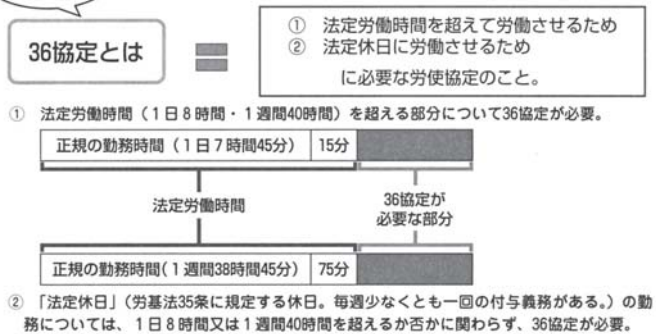 36協定とは
① 法定労働時間を超えて労働させるため
② 法定休日に労働させるため
に必要な労使協定のこと。
① 法定労働時間（1日8時間・1週間40時間）を超える部分について36協定が必要。
正規の勤務時間（1日7時間45分） 15分
法定労働時間
36協定が
必要な部分
正規の勤務時間(1週間38時間45分) 75分
② 「法定休日」（労基法35条に規定する休日。毎週少なくとも一回の付与義務がある。）の勤
務については、1日8時間又は1週間40時間を超えるか否かに関わらず、36協定が必要。